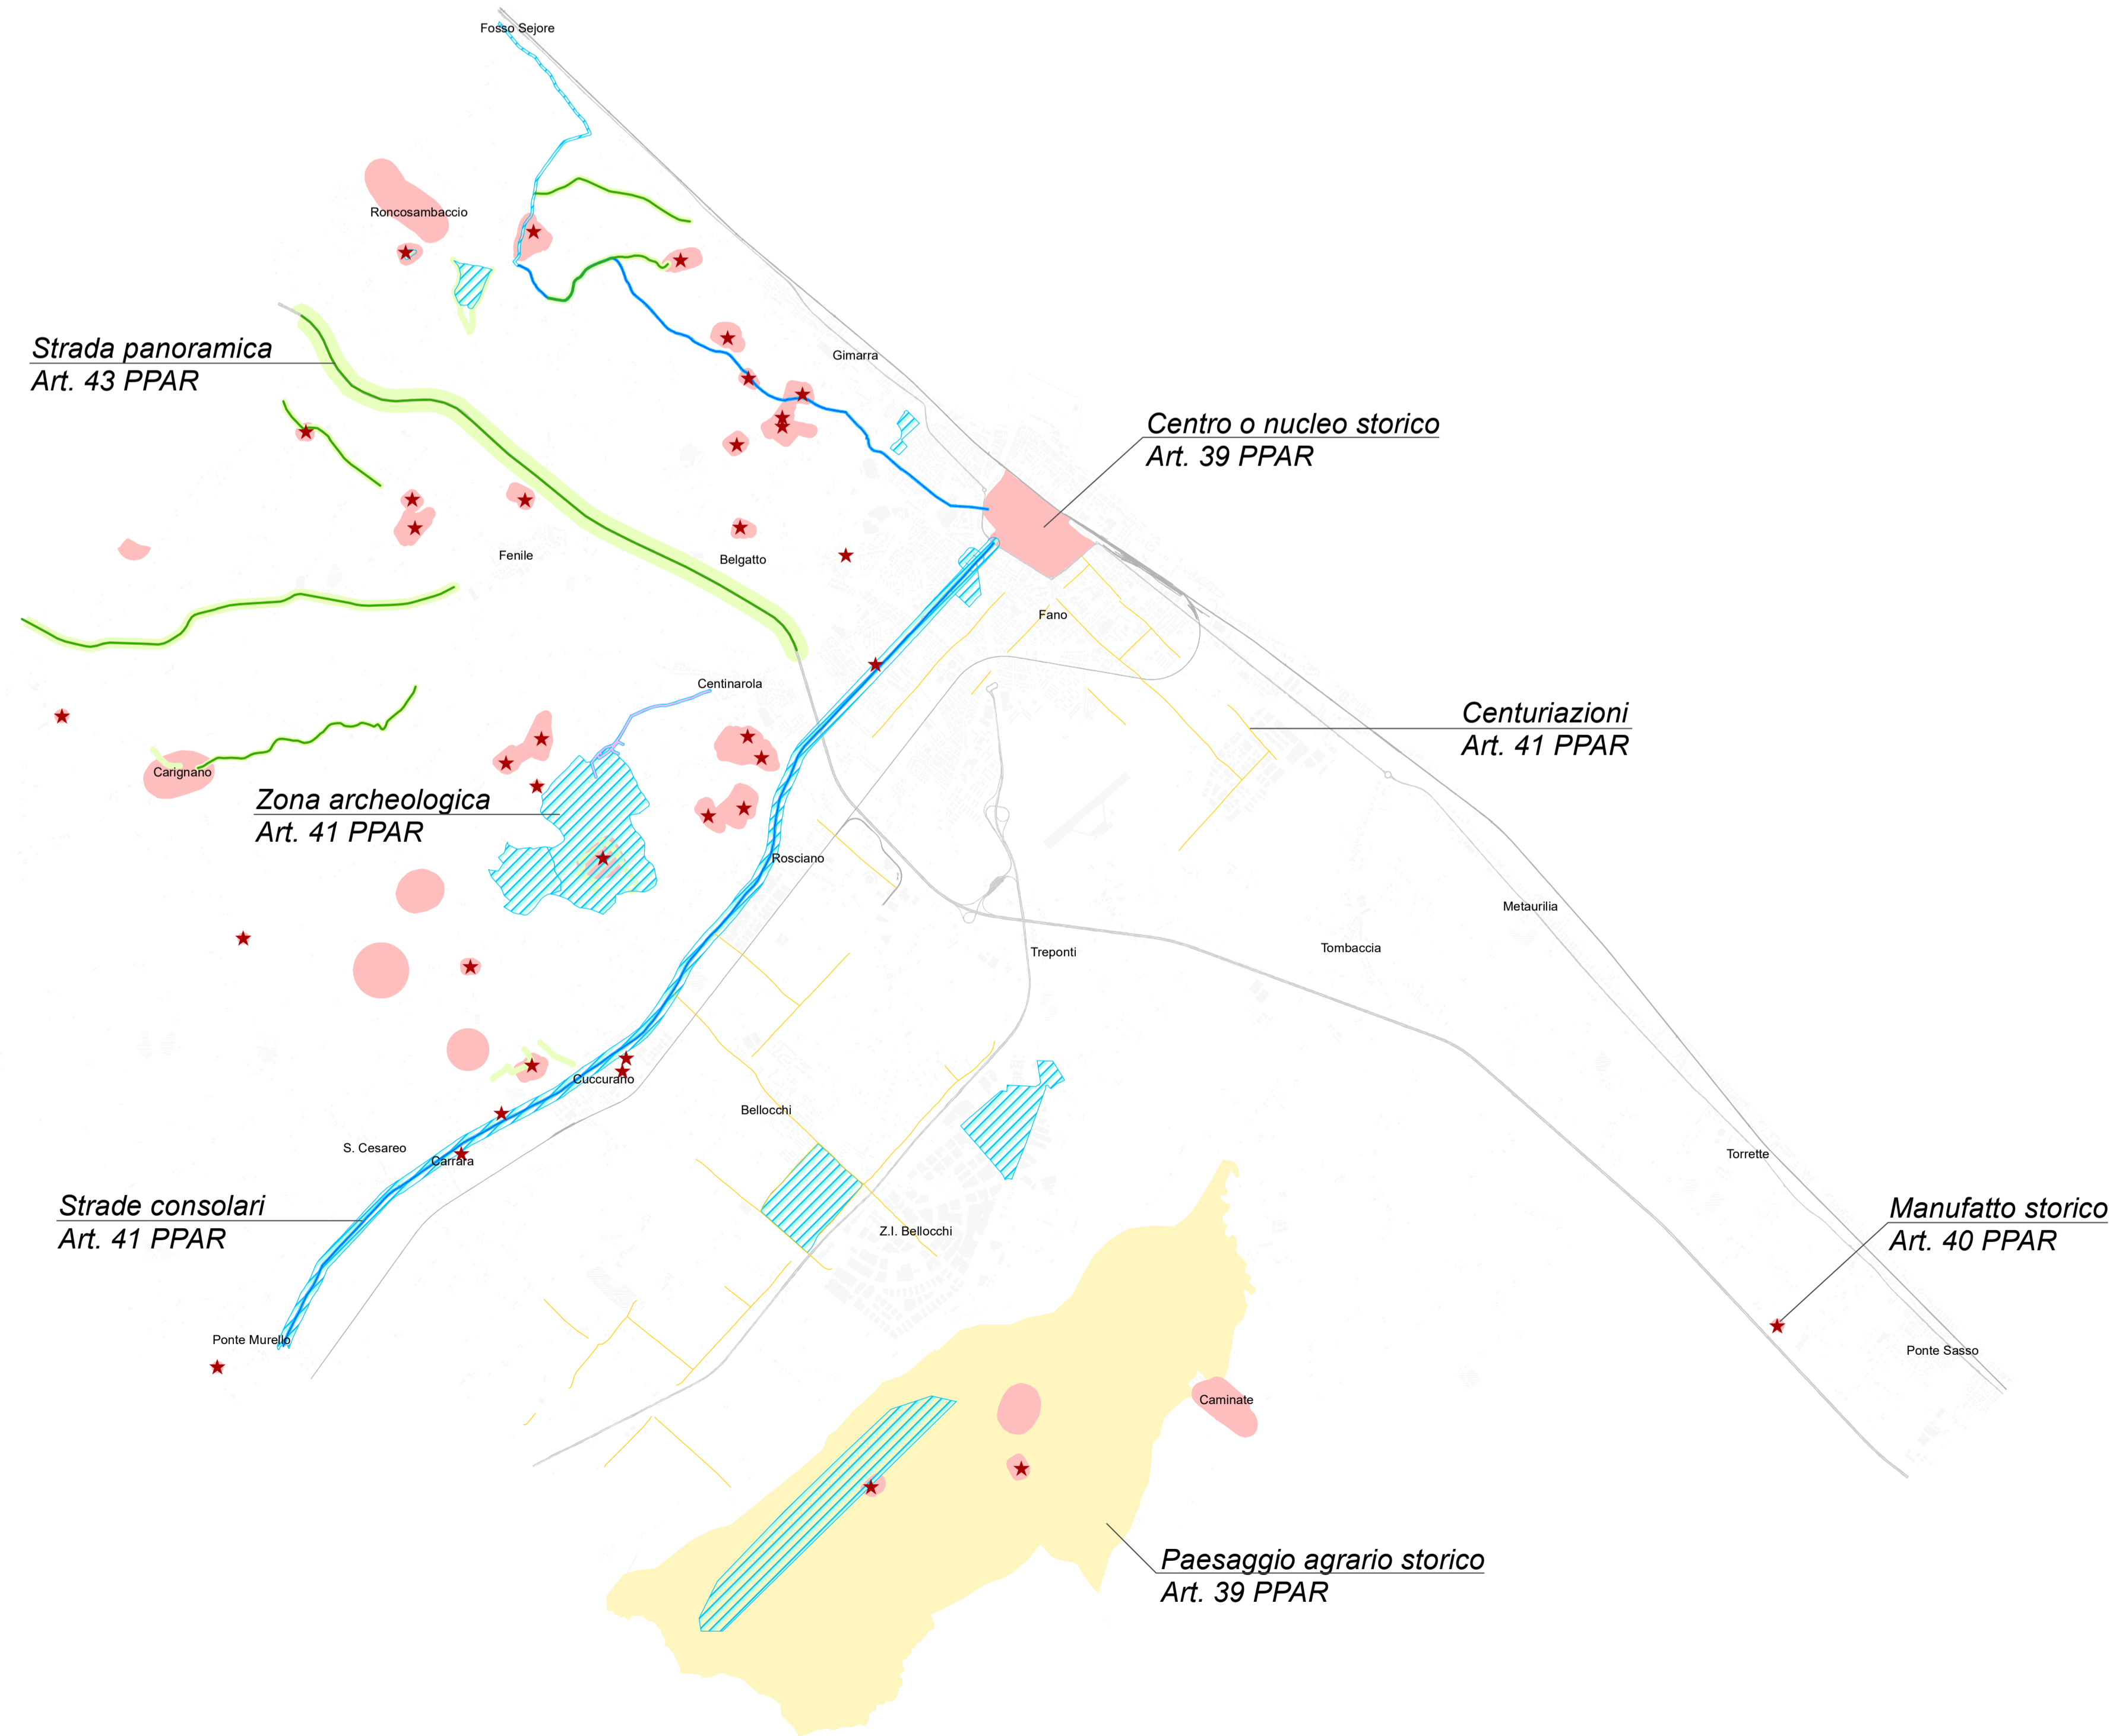 Fosso Sejore
Roncosambaccio
Strada panoramica
Art. 43 PPAR
Gimarra
Centro o nucleo storico
Art. 39 PPAR
Fenile
Belgatto
Fano
Centinarola
Centuriazioni
Art. 41 PPAR
Carignano
Zona archeologica
Art. 41 PPAR
Rosciano
Metaurilia
Tombaccia
Treponti
Cuccurano
Bellocchi
S. Cesareo
Carrara
Torrette
Strade consolari
Art. 41 PPAR
Z.I. Bellocchi
Manufatto storico
Art. 40 PPAR
Ponte Murello
Ponte Sasso
Caminate
Paesaggio agrario storico
Art. 39 PPAR